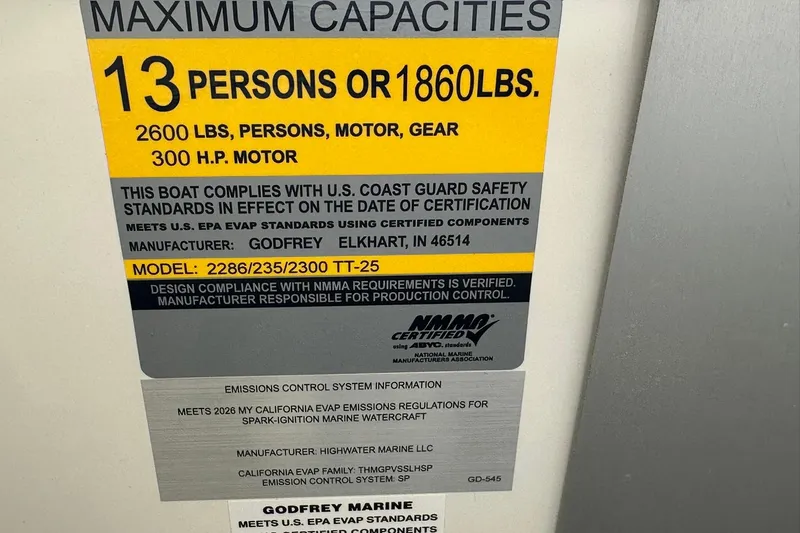 MAXIMUM CAPACITIES
13 PERSONS OR 1860 LBS.
2600 LBS, PERSONS, MOTOR, GEAR
300 H.P. MOTOR
THIS BOAT COMPLIES WITH U.S. COAST GUARD SAFETY
STANDARDS IN EFFECT ON THE DATE OF CERTIFICATION
MEETS U.S. EPA EVAP STANDARDS USING CERTIFIED COMPONENTS
MANUFACTURER: GODFREY ELKHART, IN 46514
MODEL: 2286/235/2300 TT-25
DESIGN COMPLIANCE WITH NMMA REQUIREMENTS IS VERIFIED.
MANUFACTURER RESPONSIBLE FOR PRODUCTION CONTROL.
NMMA®
CERTIFIED
using ABYC. standards
NATIONAL MARINE
MANUFACTURERS ASSOCIATION
EMISSIONS CONTROL SYSTEM INFORMATION
MEETS 2026 MY CALIFORNIA EVAP EMISSIONS REGULATIONS FOR
SPARK-IGNITION MARINE WATERCRAFT
MANUFACTURER: HIGHWATER MARINE LLC
CALIFORNIA EVAP FAMILY: THMGPVSSLHSP
EMISSION CONTROL SYSTEM: SP GD-545
GODFREY MARINE
MEETS U.S. EPA EVAP STANDARDS
CERTIFIED COMPONENTS